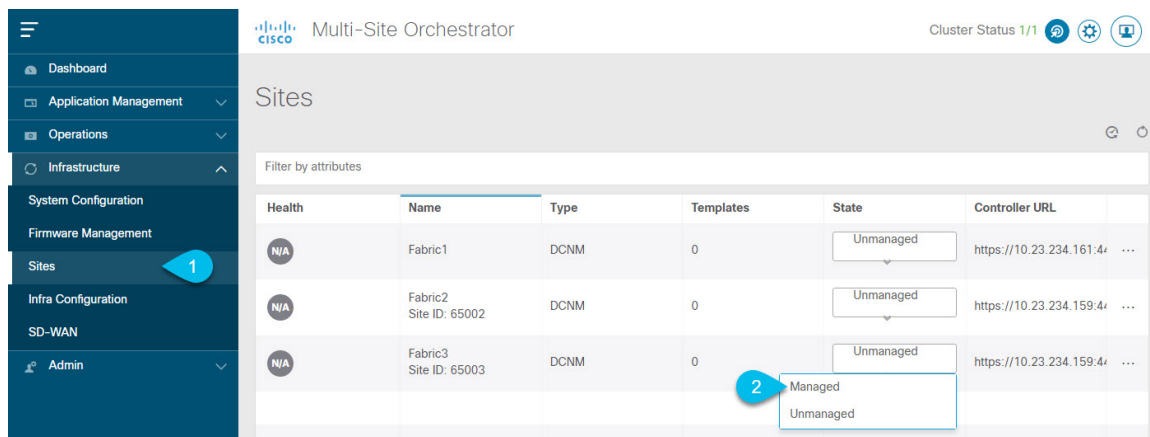 CISCO
Multi-Site Orchestrator
Cluster Status 1/1
Dashboard
Application Management
Operations
Infrastructure
System Configuration
Firmware Management
Sites
1
Infra Configuration
SD-WAN
Admin
Sites
Filter by attributes
Health Name Type Templates State Controller URL
N/A Fabric1 DCNM 0 Unmanaged https://10.23.234.161:44 ...
N/A Fabric2 DCNM 0 Unmanaged https://10.23.234.159:44 ...
Site ID: 65002
N/A Fabric3 DCNM 0 Unmanaged https://10.23.234.159:44 ...
Site ID: 65003
2 Managed
Unmanaged